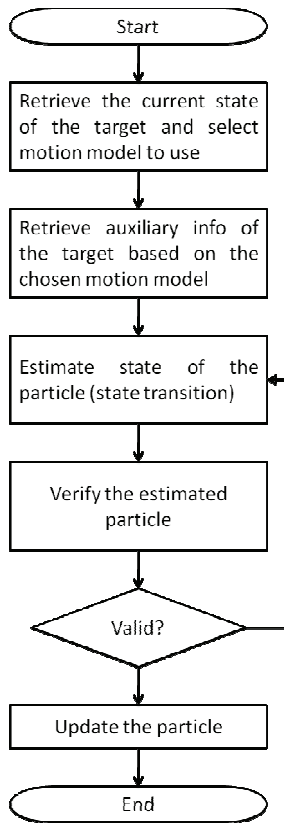 Start
Retrieve the current state
of the target and select
motion model to use
Retrieve auxiliary info of
the target based on the
chosen motion model
Estimate state of the
particle (state transition)
Verify the estimated
particle
Valid?
Update the particle
End